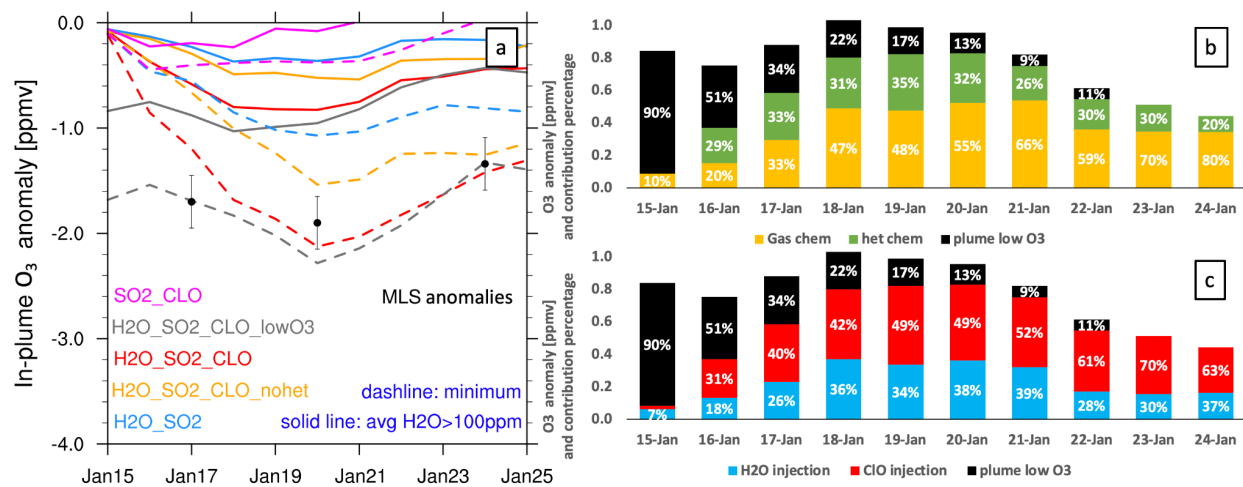 0.0
-1.0
-2.0
-3.0
-4.0
In-plume O3 anomaly [ppmv]
a
SO2_CLO
MLS anomalies
H2O_SO2_CLO_lowO3
H2O_SO2_CLO
H2O_SO2_CLO_nohet
dashline: minimum
H2O_SO2
solid line: avg H2O>100ppm
Jan15 Jan17 Jan19 Jan21 Jan23 Jan25
O3 anomaly [ppmv]
and contribution percentage
b
1.0
0.8
0.6
0.4
0.2
0.0
90% 51% 34% 22% 17% 13% 9% 11%
29% 33% 31% 35% 32% 26% 30% 30% 20%
10% 20% 33% 47% 48% 55% 66% 59% 70% 80%
15-Jan 16-Jan 17-Jan 18-Jan 19-Jan 20-Jan 21-Jan 22-Jan 23-Jan 24-Jan
Gas chem het chem plume low O3
O3 anomaly [ppmv]
and contribution percentage
c
1.0
0.8
0.6
0.4
0.2
0.0
90% 51% 34% 22% 17% 13% 9% 11%
31% 40% 42% 49% 49% 52% 61% 70% 63%
7% 18% 26% 36% 34% 38% 39% 28% 30% 37%
15-Jan 16-Jan 17-Jan 18-Jan 19-Jan 20-Jan 21-Jan 22-Jan 23-Jan 24-Jan
H2O injection ClO injection plume low O3